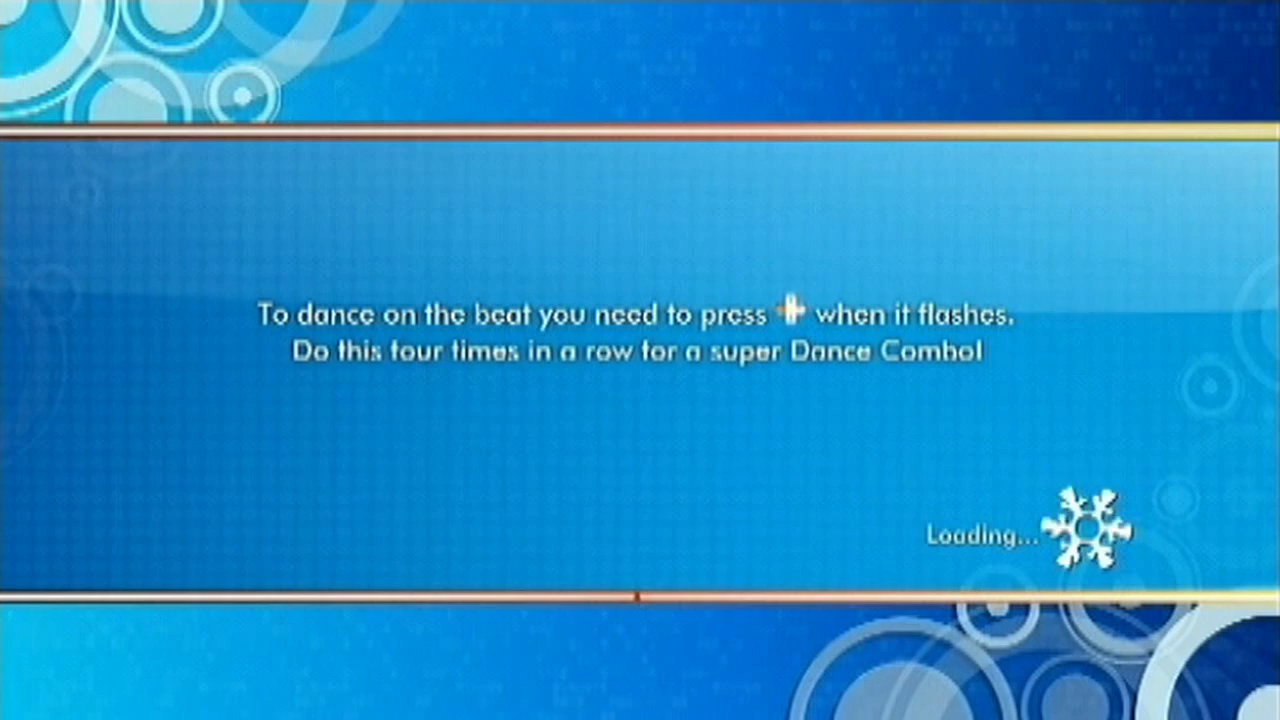 To dance on the beat you need to press when it flashes.
Do this four times in a row for a super Dance Combo!
Loading...